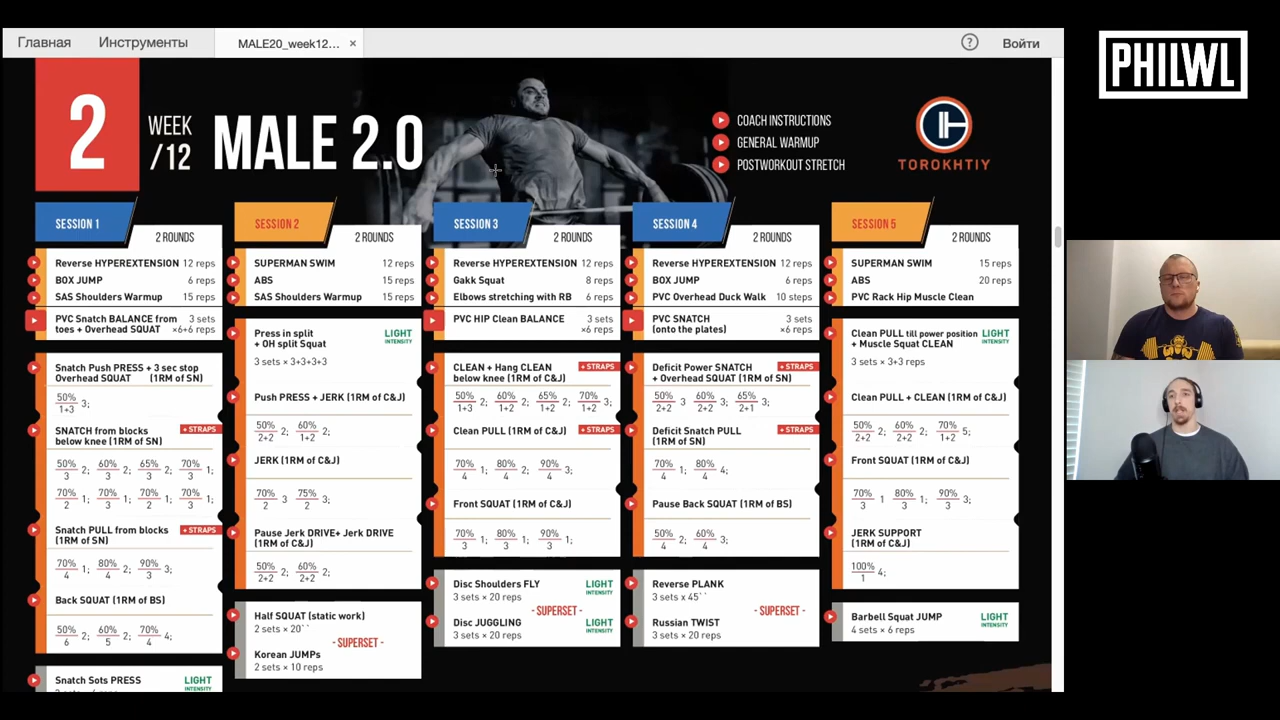 Главная
Инструменты
MALE20_week12... ×
?
Войти
PHILWL
2
WEEK
/12
MALE 2.0
COACH INSTRUCTIONS
GENERAL WARMUP
POSTWORKOUT STRETCH
TOROKHTIY
SESSION 1
2 ROUNDS
Reverse HYPEREXTENSION 12 reps
BOX JUMP 6 reps
SAS Shoulders Warmup 15 reps
PVC Snatch BALANCE from 3 sets
toes + Overhead SQUAT ×6+6 reps
Snatch Push PRESS + 3 sec stop
Overhead SQUAT (1RM of SN)
50%
1+3 3;
SNATCH from blocks + STRAPS
below knee (1RM of SN)
50% 60% 65% 70%
3 2; 3 2; 3 2; 3 1;
70% 70% 70% 70%
2 1; 3 1; 2 1; 3 1;
Snatch PULL from blocks + STRAPS
(1RM of SN)
70% 80% 90%
4 1; 4 2; 3 3;
Back SQUAT (1RM of BS)
50% 60% 70%
6 2; 5 2; 4 4;
Snatch Sots PRESS LIGHT
SESSION 2
2 ROUNDS
SUPERMAN SWIM 12 reps
ABS 15 reps
SAS Shoulders Warmup 15 reps
Press in split LIGHT
+ OH split Squat INTENSITY
3 sets × 3+3+3+3
Push PRESS + JERK (1RM of C&J)
50% 60%
2+2 2; 1+2 2;
JERK (1RM of C&J)
70% 75%
2 3 2 3;
Pause Jerk DRIVE+ Jerk DRIVE
(1RM of C&J)
50% 60%
2+2 2; 2+2 2;
Half SQUAT (static work)
2 sets × 20``
- SUPERSET -
Korean JUMPs
2 sets × 10 reps
SESSION 3
2 ROUNDS
Reverse HYPEREXTENSION 12 reps
Gakk Squat 8 reps
Elbows stretching with RB 6 reps
PVC HIP Clean BALANCE 3 sets
×6 reps
CLEAN + Hang CLEAN + STRAPS
below knee (1RM of C&J)
50% 60% 65% 70%
1+3 1; 1+2 2; 1+2 2; 1+2 3;
Clean PULL (1RM of C&J) + STRAPS
70% 80% 90%
4 1; 4 2; 4 3;
Front SQUAT (1RM of C&J)
70% 80% 90%
3 1; 3 1; 3 1;
Disc Shoulders FLY LIGHT
3 sets × 20 reps INTENSITY
- SUPERSET -
Disc JUGGLING LIGHT
3 sets × 20 reps INTENSITY
SESSION 4
2 ROUNDS
Reverse HYPEREXTENSION 12 reps
BOX JUMP 6 reps
PVC Overhead Duck Walk 10 steps
PVC SNATCH 3 sets
(onto the plates) ×6 reps
Deficit Power SNATCH + STRAPS
+ Overhead SQUAT (1RM of SN)
50% 60% 65%
2+2 3 2+2 3; 2+1 3;
Deficit Snatch PULL + STRAPS
(1RM of SN)
70% 80%
4 1; 4 4;
Pause Back SQUAT (1RM of BS)
50% 60%
4 2; 4 3;
Reverse PLANK
3 sets x 45``
- SUPERSET -
Russian TWIST
3 sets × 20 reps
SESSION 5
2 ROUNDS
SUPERMAN SWIM 15 reps
ABS 20 reps
PVC Rack Hip Muscle Clean
Clean PULL till power position LIGHT
+ Muscle Squat CLEAN INTENSITY
3 sets × 3+3 reps
Clean PULL + CLEAN (1RM of C&J)
50% 60% 70%
2+2 2; 2+2 2; 1+2 5;
Front SQUAT (1RM of C&J)
70% 80% 90%
3 1 3 1; 3 3;
JERK SUPPORT
(1RM of C&J)
100%
1 4;
Barbell Squat JUMP LIGHT
4 sets × 6 reps INTENSITY